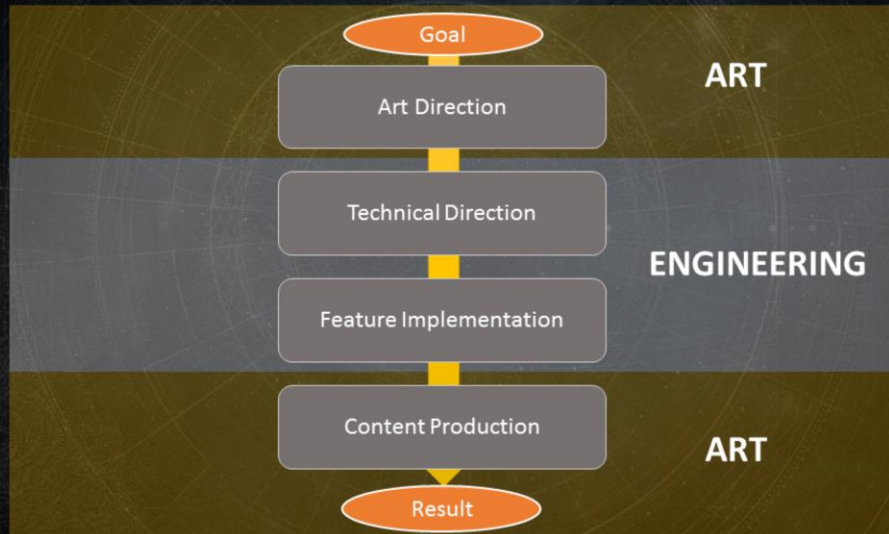 Goal
ART
Art Direction
Technical Direction
ENGINEERING
Feature Implementation
Content Production
ART
Result